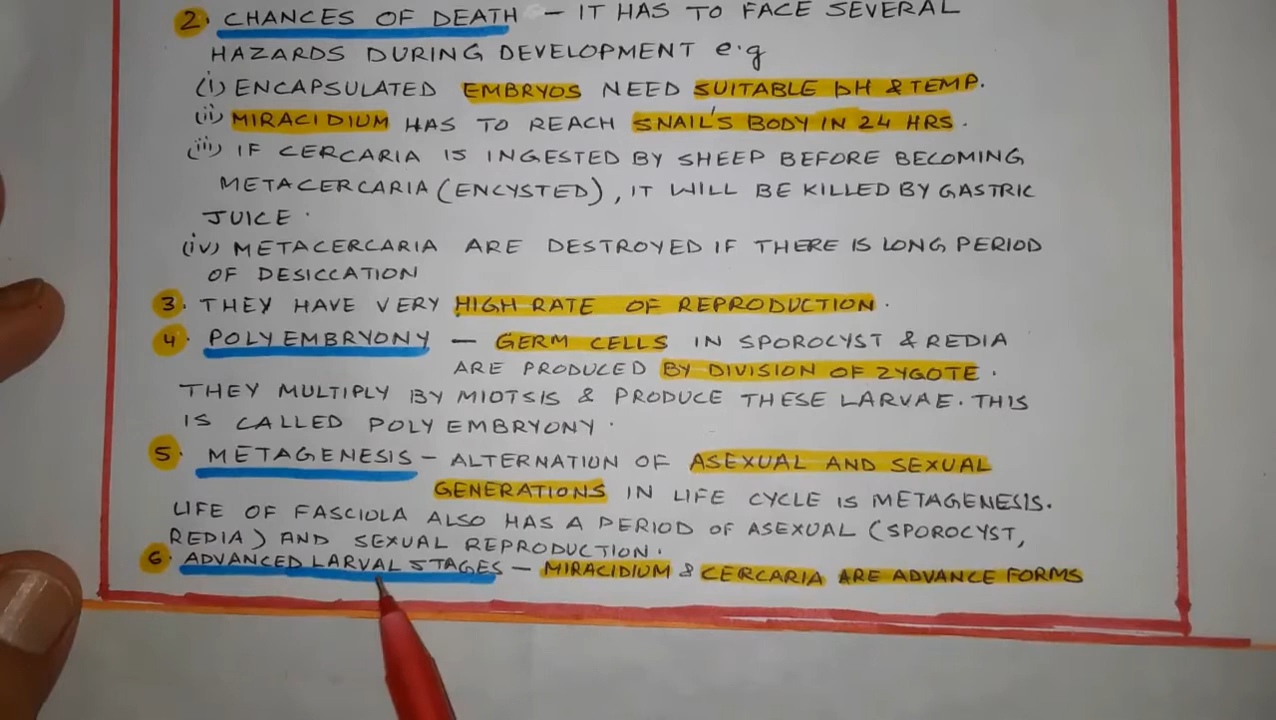 2. CHANCES OF DEATH – IT HAS TO FACE SEVERAL
HAZARDS DURING DEVELOPMENT e.g
(i) ENCAPSULATED EMBRYOS NEED SUITABLE pH & TEMP.
(ii) MIRACIDIUM HAS TO REACH SNAIL'S BODY IN 24 HRS.
(iii) IF CERCARIA IS INGESTED BY SHEEP BEFORE BECOMING
METACERCARIA (ENCYSTED), IT WILL BE KILLED BY GASTRIC
JUICE.
(iv) METACERCARIA ARE DESTROYED IF THERE IS LONG PERIOD
OF DESICCATION
3. THEY HAVE VERY HIGH RATE OF REPRODUCTION.
4. POLYEMBRYONY – GERM CELLS IN SPOROCYST & REDIA
ARE PRODUCED BY DIVISION OF ZYGOTE.
THEY MULTIPLY BY MIOTSIS & PRODUCE THESE LARVAE. THIS
IS CALLED POLYEMBRYONY.
5. METAGENESIS – ALTERNATION OF ASEXUAL AND SEXUAL
GENERATIONS IN LIFE CYCLE IS METAGENESIS.
LIFE OF FASCIOLA ALSO HAS A PERIOD OF ASEXUAL (SPOROCYST,
REDIA) AND SEXUAL REPRODUCTION.
6. ADVANCED LARVAL STAGES – MIRACIDIUM & CERCARIA ARE ADVANCE FORMS